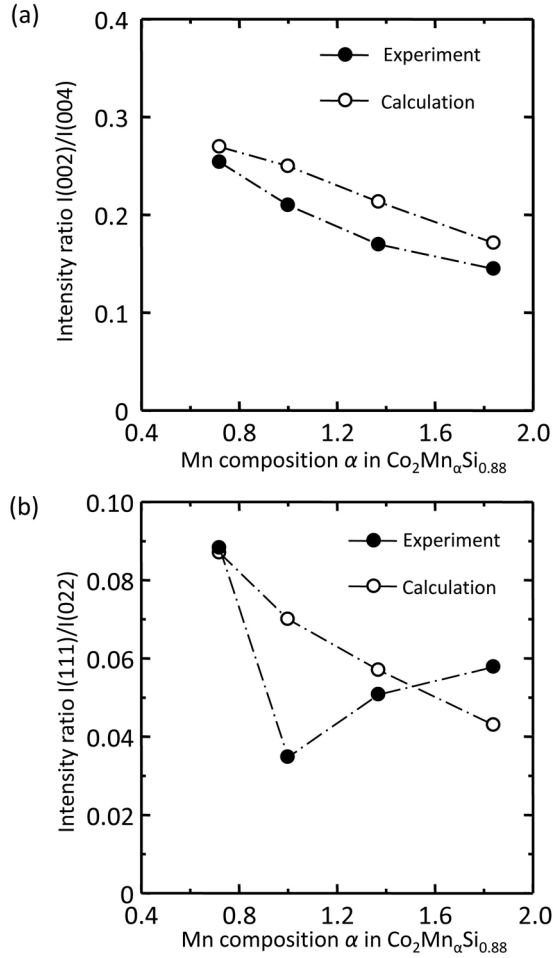 (a)
0.4
0.3
0.2
0.1
0
Intensity ratio I(002)/I(004)
Experiment
Calculation
0.4 0.8 1.2 1.6 2.0
Mn composition α in Co₂MnαSi₀.₈₈
(b)
0.10
0.08
0.06
0.04
0.02
0
Intensity ratio I(111)/I(022)
Experiment
Calculation
0.4 0.8 1.2 1.6 2.0
Mn composition α in Co₂MnαSi₀.₈₈